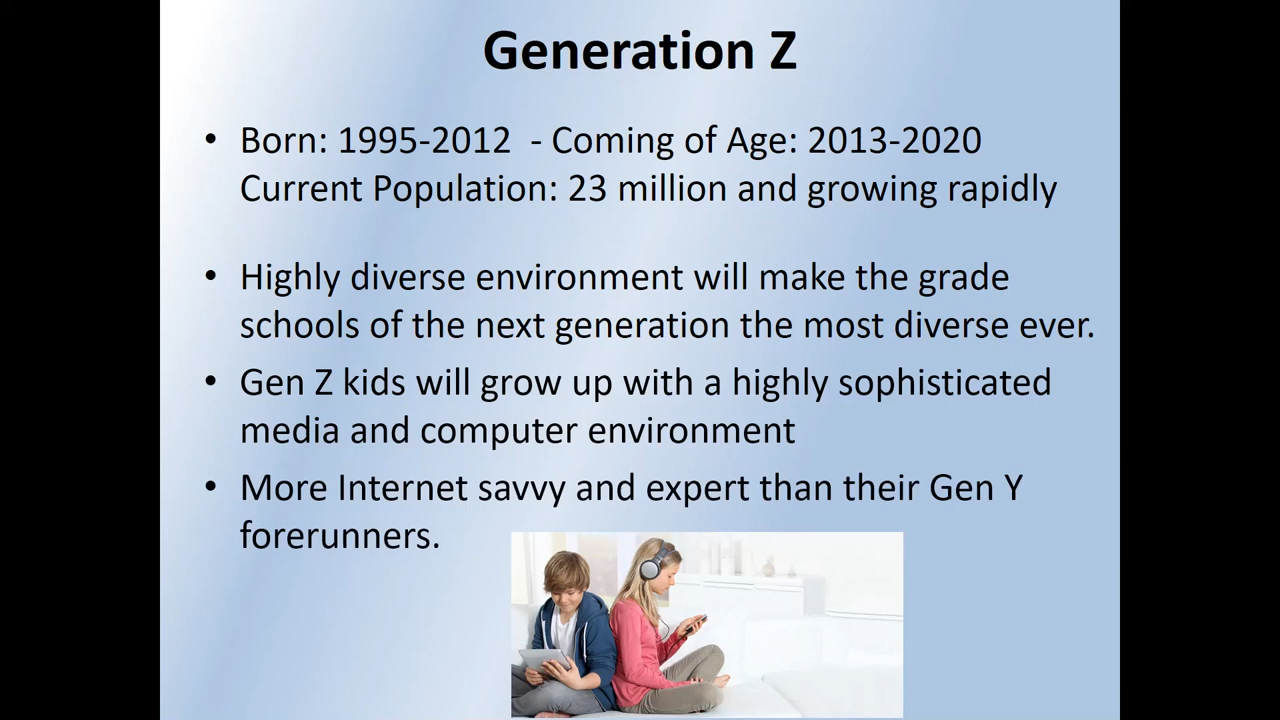 Generation Z
• Born: 1995-2012 - Coming of Age: 2013-2020
Current Population: 23 million and growing rapidly
• Highly diverse environment will make the grade
schools of the next generation the most diverse ever.
• Gen Z kids will grow up with a highly sophisticated
media and computer environment
• More Internet savvy and expert than their Gen Y
forerunners.